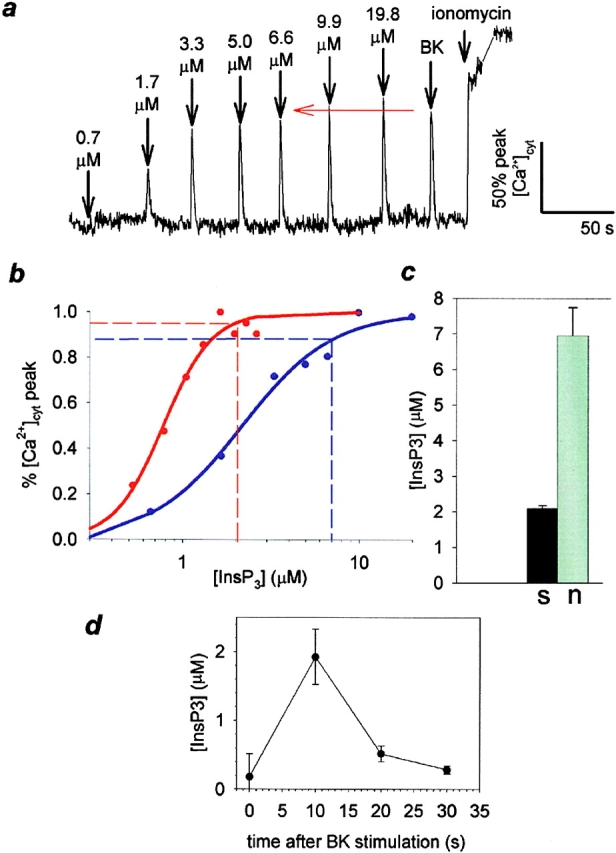 a
0.7
μM
1.7
μM
3.3
μM
5.0
μM
6.6
μM
9.9
μM
19.8
μM
BK
ionomycin
50% peak
[Ca²⁺]cyt
50 s
b
% [Ca²⁺]cyt peak
1.0
0.8
0.6
0.4
0.2
0.0
1
10
[InsP₃] (μM)
c
[InsP3] (μM)
8
7
6
5
4
3
2
1
0
s n
d
[InsP3] (μM)
2
1
0
0 5 10 15 20 25 30 35
time after BK stimulation (s)